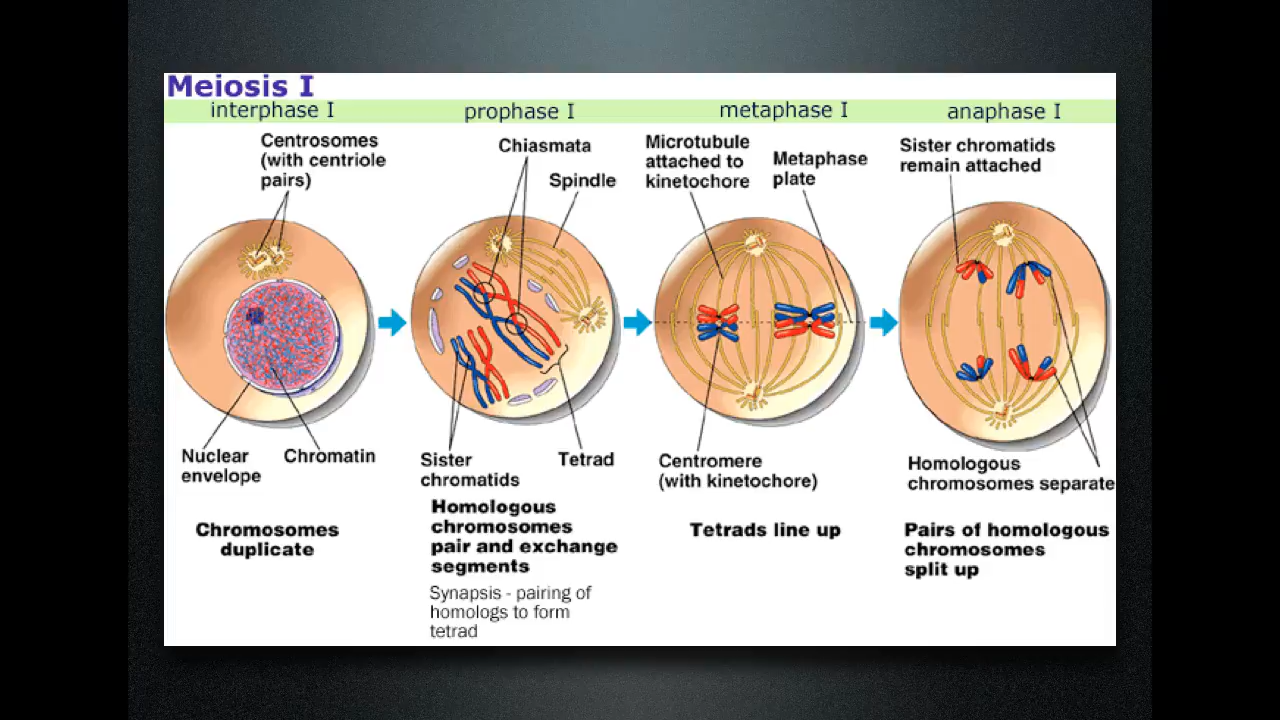 Meiosis I
interphase I
prophase I
metaphase I
anaphase I
Centrosomes
(with centriole
pairs)
Nuclear
envelope
Chromatin
Chromosomes
duplicate
Chiasmata
Spindle
Sister
chromatids
Tetrad
Homologous
chromosomes
pair and exchange
segments
Synapsis - pairing of
homologs to form
tetrad
Microtubule
attached to
kinetochore
Metaphase
plate
Centromere
(with kinetochore)
Tetrads line up
Sister chromatids
remain attached
Homologous
chromosomes separate
Pairs of homologous
chromosomes
split up